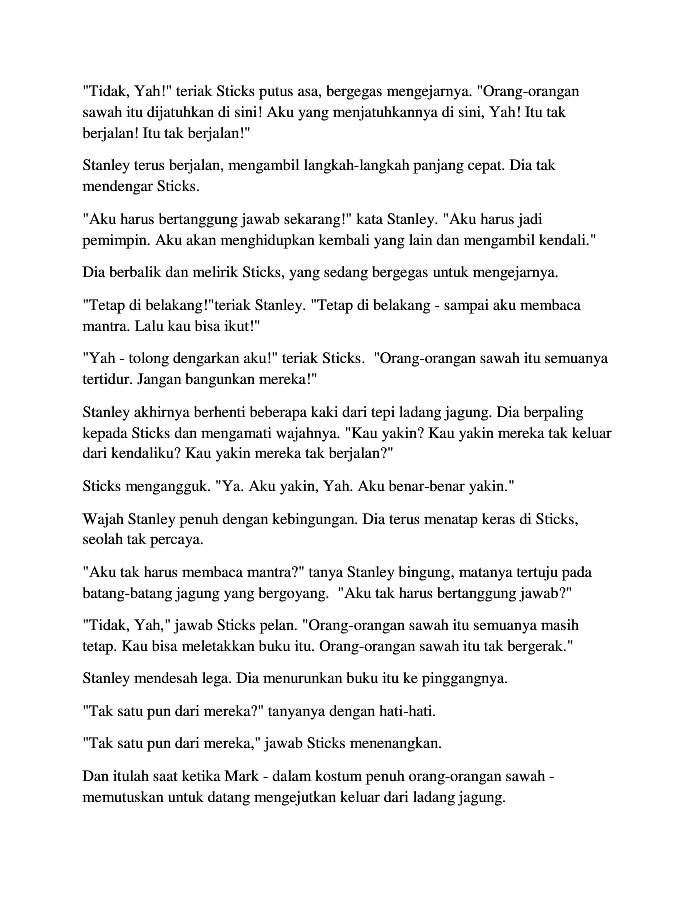 "Tidak, Yah!" teriak Sticks putus asa, bergegas mengejarnya. "Orang-orangan
sawah itu dijatuhkan di sini! Aku yang menjatuhkannya di sini, Yah! Itu tak
berjalan! Itu tak berjalan!"
Stanley terus berjalan, mengambil langkah-langkah panjang cepat. Dia tak
mendengar Sticks.
"Aku harus bertanggung jawab sekarang!" kata Stanley. "Aku harus jadi
pemimpin. Aku akan menghidupkan kembali yang lain dan mengambil kendali."
Dia berbalik dan melirik Sticks, yang sedang bergegas untuk mengejarnya.
"Tetap di belakang!"teriak Stanley. "Tetap di belakang - sampai aku membaca
mantra. Lalu kau bisa ikut!"
"Yah - tolong dengarkan aku!" teriak Sticks.  "Orang-orangan sawah itu semuanya
tertidur. Jangan bangunkan mereka!"
Stanley akhirnya berhenti beberapa kaki dari tepi ladang jagung. Dia berpaling
kepada Sticks dan mengamati wajahnya. "Kau yakin? Kau yakin mereka tak keluar
dari kendaliku? Kau yakin mereka tak berjalan?"
Sticks mengangguk. "Ya. Aku yakin, Yah. Aku benar-benar yakin."
Wajah Stanley penuh dengan kebingungan. Dia terus menatap keras di Sticks,
seolah tak percaya.
"Aku tak harus membaca mantra?" tanya Stanley bingung, matanya tertuju pada
batang-batang jagung yang bergoyang.  "Aku tak harus bertanggung jawab?"
"Tidak, Yah," jawab Sticks pelan. "Orang-orangan sawah itu semuanya masih
tetap. Kau bisa meletakkan buku itu. Orang-orangan sawah itu tak bergerak."
Stanley mendesah lega. Dia menurunkan buku itu ke pinggangnya.
"Tak satu pun dari mereka?" tanyanya dengan hati-hati.
"Tak satu pun dari mereka," jawab Sticks menenangkan.
Dan itulah saat ketika Mark - dalam kostum penuh orang-orangan sawah -
memutuskan untuk datang mengejutkan keluar dari ladang jagung.